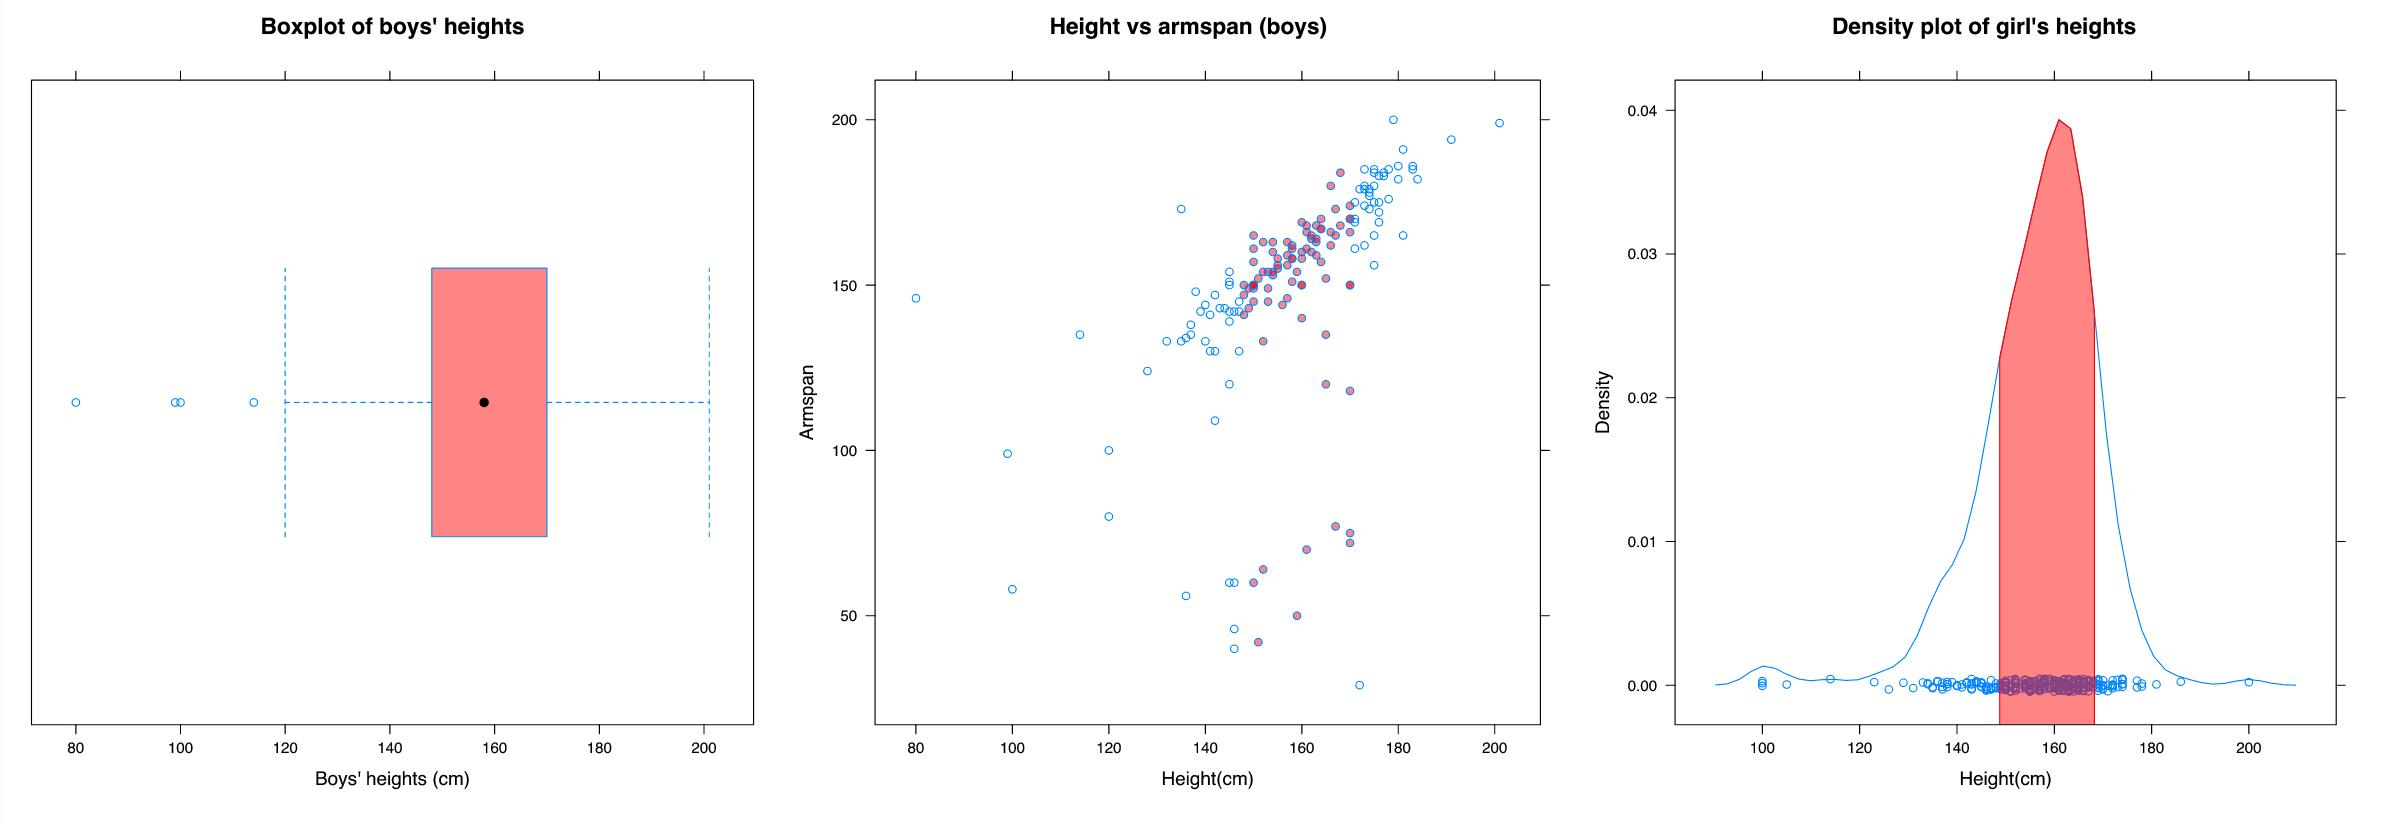 Boxplot of boys' heights
80 100 120 140 160 180 200
Boys' heights (cm)
Height vs armspan (boys)
200
150
100
50
Armspan
80 100 120 140 160 180 200
Height(cm)
Density plot of girl's heights
0.04
0.03
0.02
0.01
0.00
Density
100 120 140 160 180 200
Height(cm)